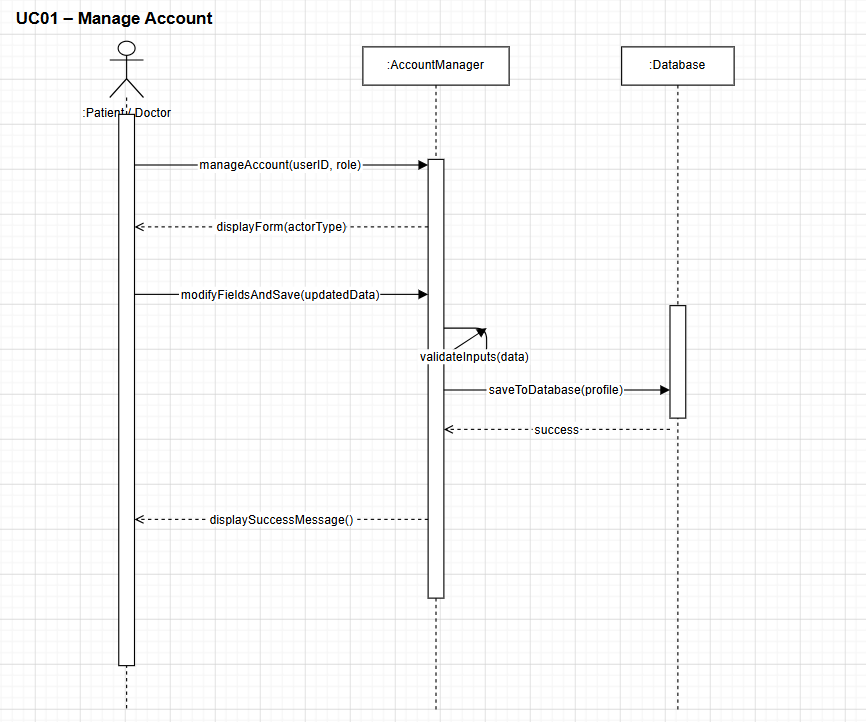 UC01 – Manage Account
:AccountManager
:Database
:Patient / Doctor
manageAccount(userID, role)
displayForm(actorType)
modifyFieldsAndSave(updatedData)
validateInputs(data)
saveToDatabase(profile)
success
displaySuccessMessage()